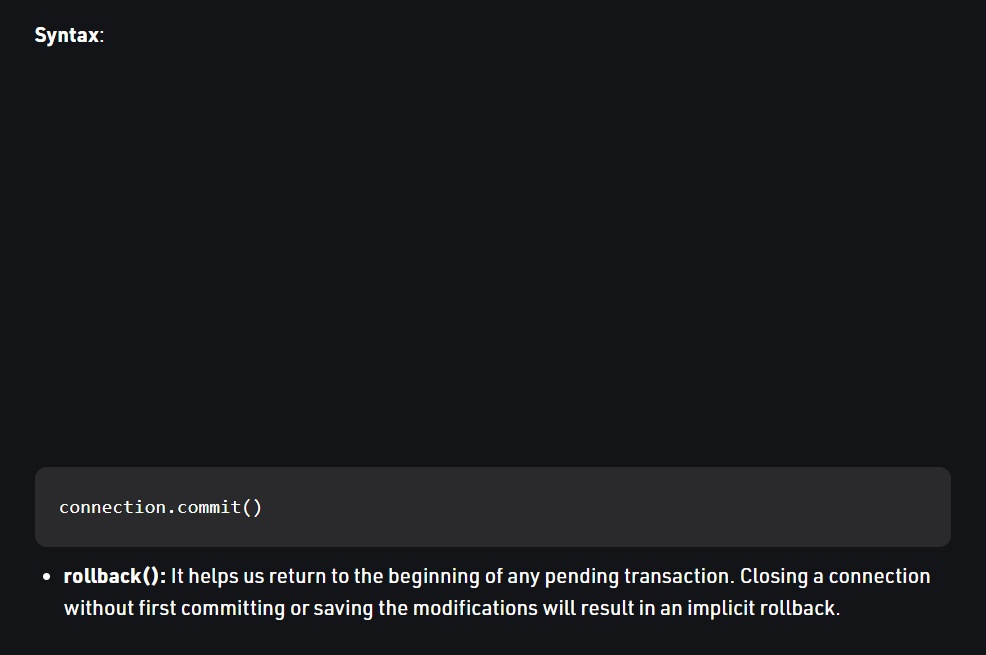 Syntax:
connection.commit()
• rollback(): It helps us return to the beginning of any pending transaction. Closing a connection
without first committing or saving the modifications will result in an implicit rollback.